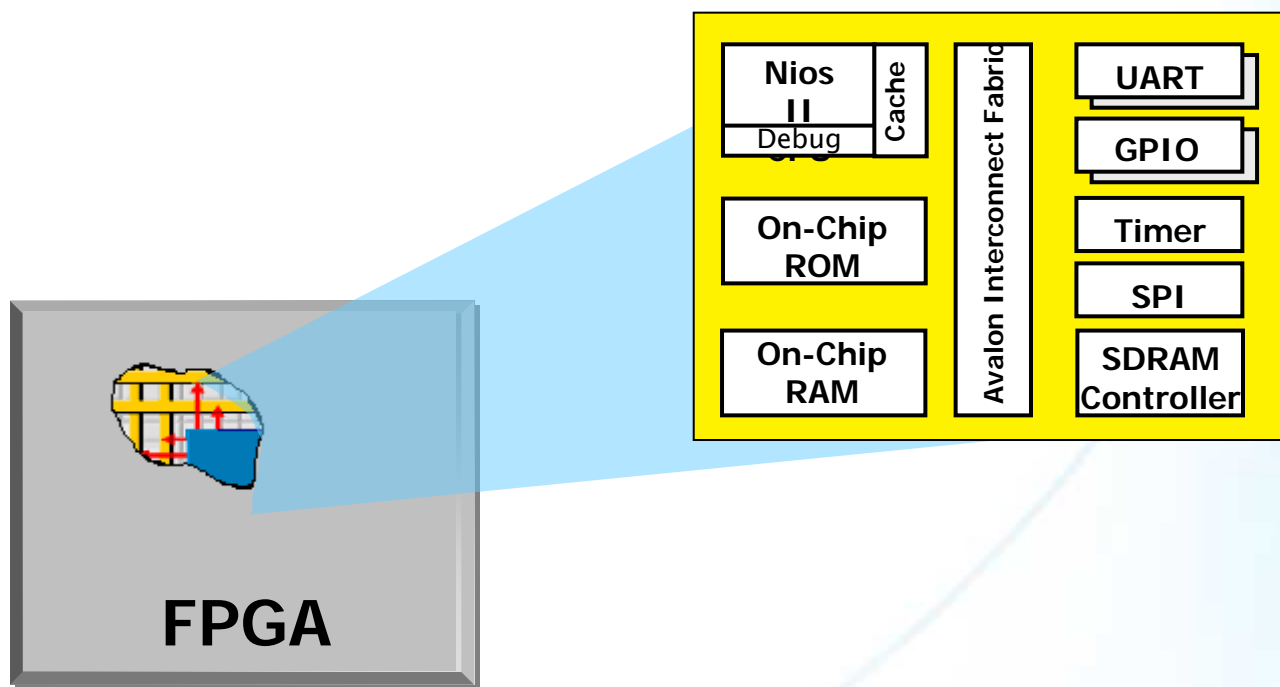 Nios
II
Debug
Cache
On-Chip
ROM
On-Chip
RAM
Avalon Interconnect Fabric
UART
GPIO
Timer
SPI
SDRAM
Controller
FPGA